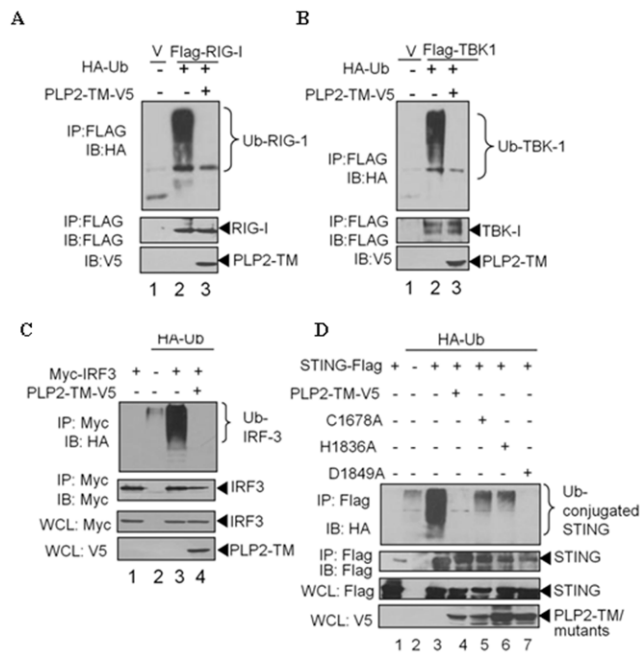 A
V Flag-RIG-I
HA-Ub - + +
PLP2-TM-V5 - - +
IP:FLAG
IB:HA
Ub-RIG-1
IP:FLAG
IB:FLAG
RIG-I
IB:V5
PLP2-TM
1 2 3
B
V Flag-TBK1
HA-Ub - + +
PLP2-TM-V5 - - +
IP:FLAG
IB:HA
Ub-TBK-1
IP:FLAG
IB:FLAG
TBK-I
IB:V5
PLP2-TM
1 2 3
C
HA-Ub
Myc-IRF3 + - + +
PLP2-TM-V5 - - - +
IP: Myc
IB: HA
Ub-
IRF-3
IP: Myc
IB: Myc
IRF3
WCL: Myc
IRF3
WCL: V5
PLP2-TM
1 2 3 4
D
HA-Ub
STING-Flag + - + + + + +
PLP2-TM-V5 - - - + - - -
C1678A - - - - + - -
H1836A - - - - - + -
D1849A - - - - - - +
IP: Flag
IB: HA
Ub-
conjugated
STING
IP: Flag
IB: Flag
STING
WCL: Flag
STING
WCL: V5
PLP2-TM/
mutants
1 2 3 4 5 6 7